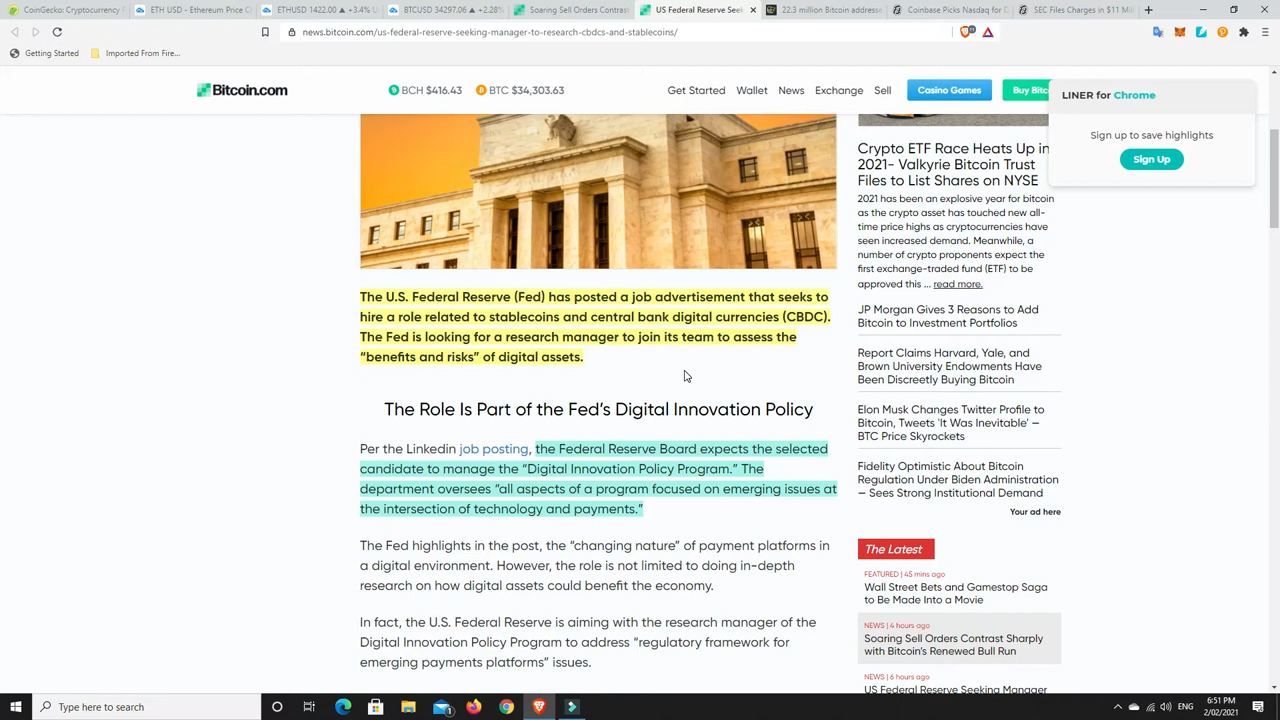 CoinGecko: Cryptocurrency F
ETH USD - Ethereum Price C
ETHUSD 1422.00 ▲ +3.4% U
BTCUSD 34297.06 ▲ +2.28%
Soaring Sell Orders Contrast
US Federal Reserve Seek
22.3 million Bitcoin addresse
Coinbase Picks Nasdaq for D
SEC Files Charges in $11 Mil
news.bitcoin.com/us-federal-reserve-seeking-manager-to-research-cbdcs-and-stablecoins/
Getting Started
Imported From Fire...
Bitcoin.com
BCH $416.43
BTC $34,303.63
Get Started
Wallet
News
Exchange
Sell
Casino Games
Buy Bitc
LINER for Chrome
Sign up to save highlights
Sign Up
The U.S. Federal Reserve (Fed) has posted a job advertisement that seeks to
hire a role related to stablecoins and central bank digital currencies (CBDC).
The Fed is looking for a research manager to join its team to assess the
“benefits and risks” of digital assets.
The Role Is Part of the Fed’s Digital Innovation Policy
Per the Linkedin job posting, the Federal Reserve Board expects the selected
candidate to manage the “Digital Innovation Policy Program.” The
department oversees “all aspects of a program focused on emerging issues at
the intersection of technology and payments.”
The Fed highlights in the post, the “changing nature” of payment platforms in
a digital environment. However, the role is not limited to doing in-depth
research on how digital assets could benefit the economy.
In fact, the U.S. Federal Reserve is aiming with the research manager of the
Digital Innovation Policy Program to address “regulatory framework for
emerging payments platforms” issues.
Crypto ETF Race Heats Up in
2021- Valkyrie Bitcoin Trust
Files to List Shares on NYSE
2021 has been an explosive year for bitcoin
as the crypto asset has touched new all-
time price highs as cryptocurrencies have
seen increased demand. Meanwhile, a
number of crypto proponents expect the
first exchange-traded fund (ETF) to be
approved this ... read more.
JP Morgan Gives 3 Reasons to Add
Bitcoin to Investment Portfolios
Report Claims Harvard, Yale, and
Brown University Endowments Have
Been Discreetly Buying Bitcoin
Elon Musk Changes Twitter Profile to
Bitcoin, Tweets 'It Was Inevitable' —
BTC Price Skyrockets
Fidelity Optimistic About Bitcoin
Regulation Under Biden Administration
— Sees Strong Institutional Demand
Your ad here
The Latest
FEATURED | 45 mins ago
Wall Street Bets and Gamestop Saga
to Be Made Into a Movie
NEWS | 4 hours ago
Soaring Sell Orders Contrast Sharply
with Bitcoin's Renewed Bull Run
NEWS | 6 hours ago
US Federal Reserve Seeking Manager
Type here to search
ENG
6:51 PM
2/02/2021